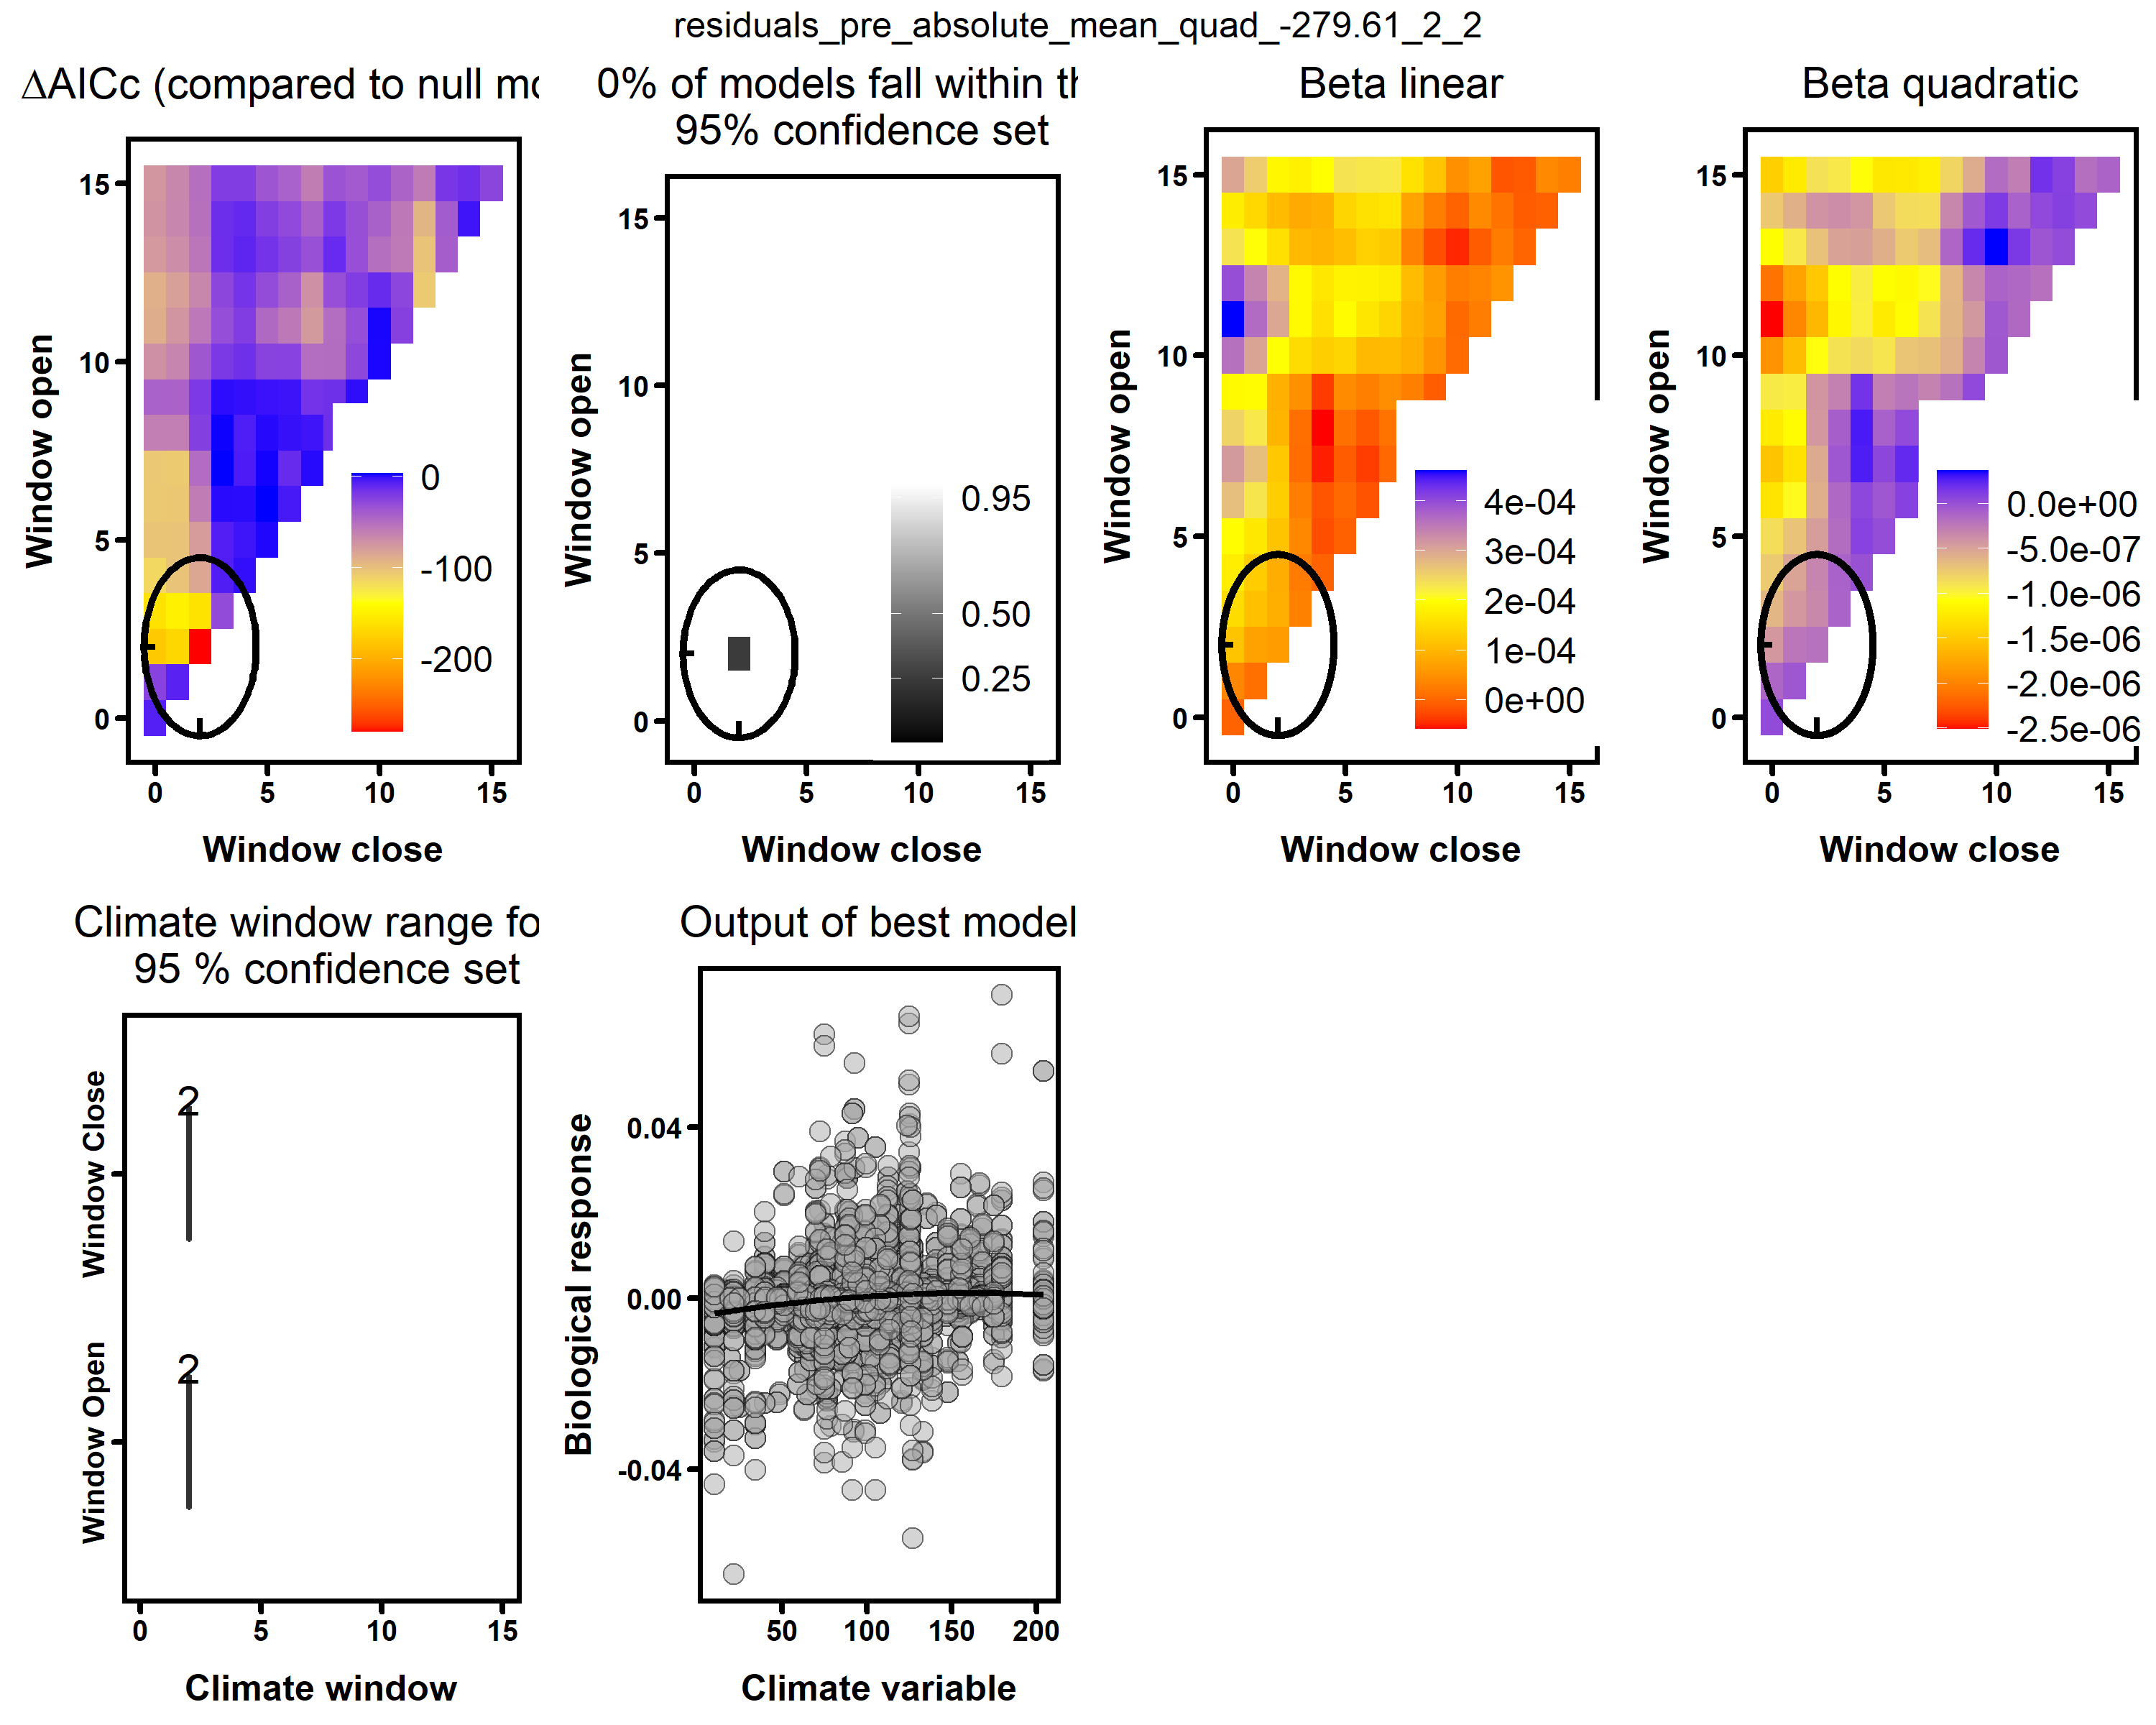 residuals_pre_absolute_mean_quad_-279.61_2_2
ΔAICc (compared to null mo
15
10
5
0
0
-100
-200
0 5 10 15
Window open
Window close
0% of models fall within th
95% confidence set
15
10
5
0
0.95
0.50
0.25
0 5 10 15
Window open
Window close
Beta linear
15
10
5
0
4e-04
3e-04
2e-04
1e-04
0e+00
0 5 10 15
Window open
Window close
Beta quadratic
15
10
5
0
0.0e+00
-5.0e-07
-1.0e-06
-1.5e-06
-2.0e-06
-2.5e-06
0 5 10 15
Window open
Window close
Climate window range fo
95 % confidence set
Window Close
2
Window Open
2
0 5 10 15
Climate window
Output of best model
Biological response
0.04
0.00
-0.04
50 100 150 200
Climate variable